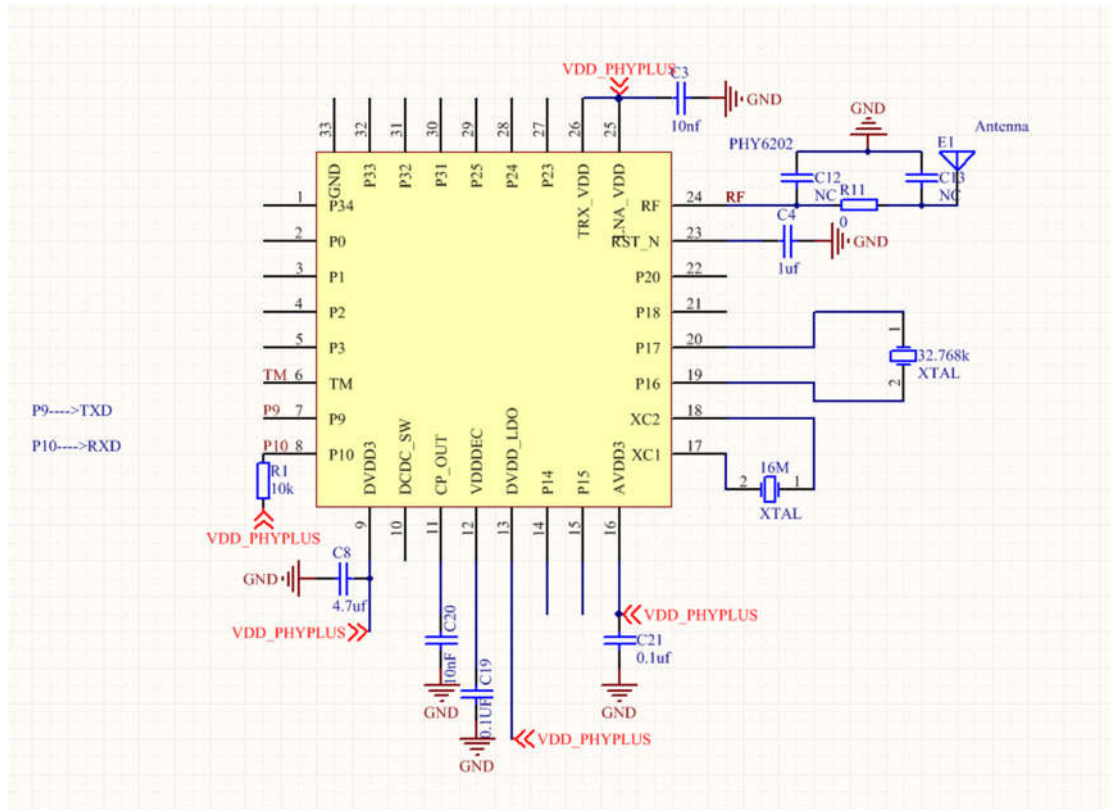 VDD_PHYPLUS
C3
10nf
GND
33
32
31
30
29
28
27
26
25
GND
P33
P32
P31
P30
P25
P24
P23
TRX_VDD
LNA_VDD
PHY6202
GND
Antenna
E1
C12
NC
R11
0
C13
NC
1
P34
RF
24
RF
2
P0
RST_N
23
C4
1uf
GND
3
P1
P20
22
4
P2
P18
21
5
P3
P17
20
1
32.768k
XTAL
2
TM
6
TM
P16
19
P9---->TXD
P9
7
P9
XC2
18
P10---->RXD
P10
8
P10
XC1
17
2
16M
1
XTAL
R1
10k
VDD_PHYPLUS
DVDD3
DCDC_SW
CP_OUT
VDDDEC
DVDD_LDO
P14
P15
AVDD3
9
10
11
12
13
14
15
16
C8
GND
4.7uf
VDD_PHYPLUS
C20
10nF
GND
C19
0.1UF
GND
VDD_PHYPLUS
C21
0.1uf
GND
VDD_PHYPLUS